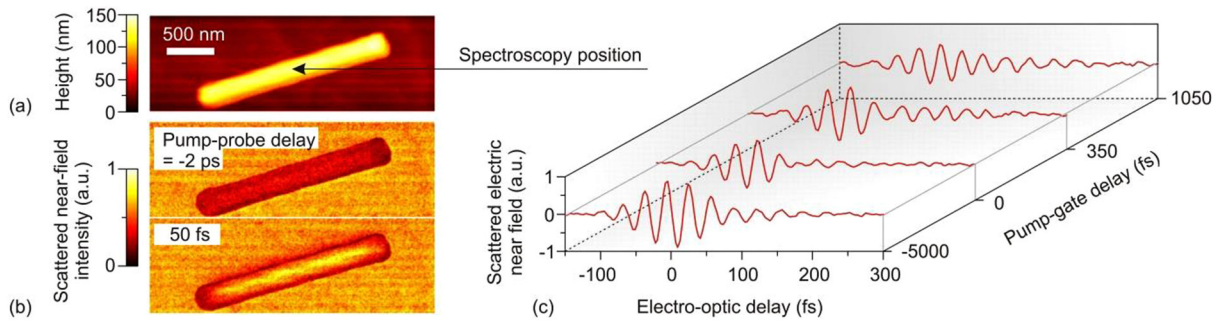 (a)
Height (nm)
150
100
50
0
500 nm
Spectroscopy position
(b)
Scattered near-field
intensity (a.u.)
1
0
Pump-probe delay
= -2 ps
50 fs
(c)
Scattered electric
near field (a.u.)
1
0
-1
-100
0
100
200
300
Electro-optic delay (fs)
-5000
0
350
1050
Pump-gate delay (fs)